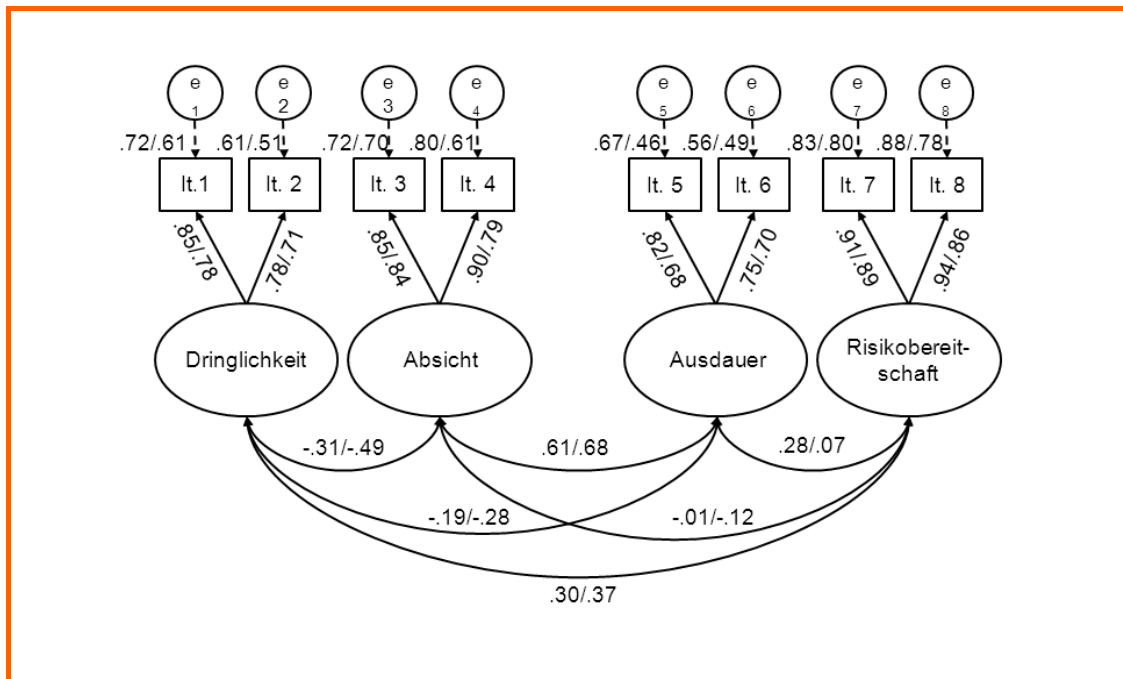 e 1 e 2 e 3 e 4 e 5 e 6 e 7 e 8
.72/.61 .61/.51 .72/.70 .80/.61 .67/.46 .56/.49 .83/.80 .88/.78
It.1 It. 2 It. 3 It. 4 It. 5 It. 6 It. 7 It. 8
.85/.78 .78/.71 .85/.84 .90/.79 .82/.68 .75/.70 .91/.89 .94/.86
Dringlichkeit Absicht Ausdauer Risikobereit-
schaft
-.31/-.49 .61/.68 .28/.07
-.19/-.28 -.01/-.12
.30/.37